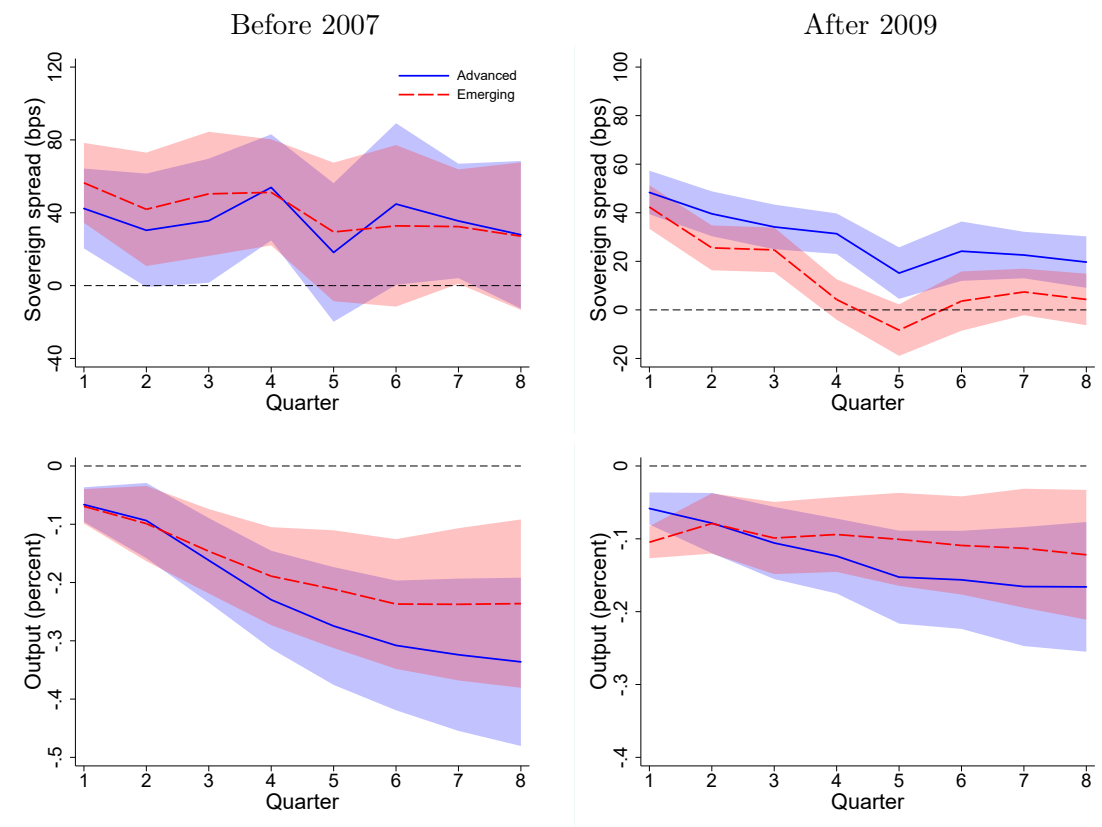 Before 2007
After 2009
Sovereign spread (bps)
120
80
40
0
-40
Advanced
Emerging
1 2 3 4 5 6 7 8
Quarter
Sovereign spread (bps)
100
80
60
40
20
0
-20
1 2 3 4 5 6 7 8
Quarter
Output (percent)
0
-.1
-.2
-.3
-.4
-.5
1 2 3 4 5 6 7 8
Quarter
Output (percent)
0
-.1
-.2
-.3
-.4
1 2 3 4 5 6 7 8
Quarter